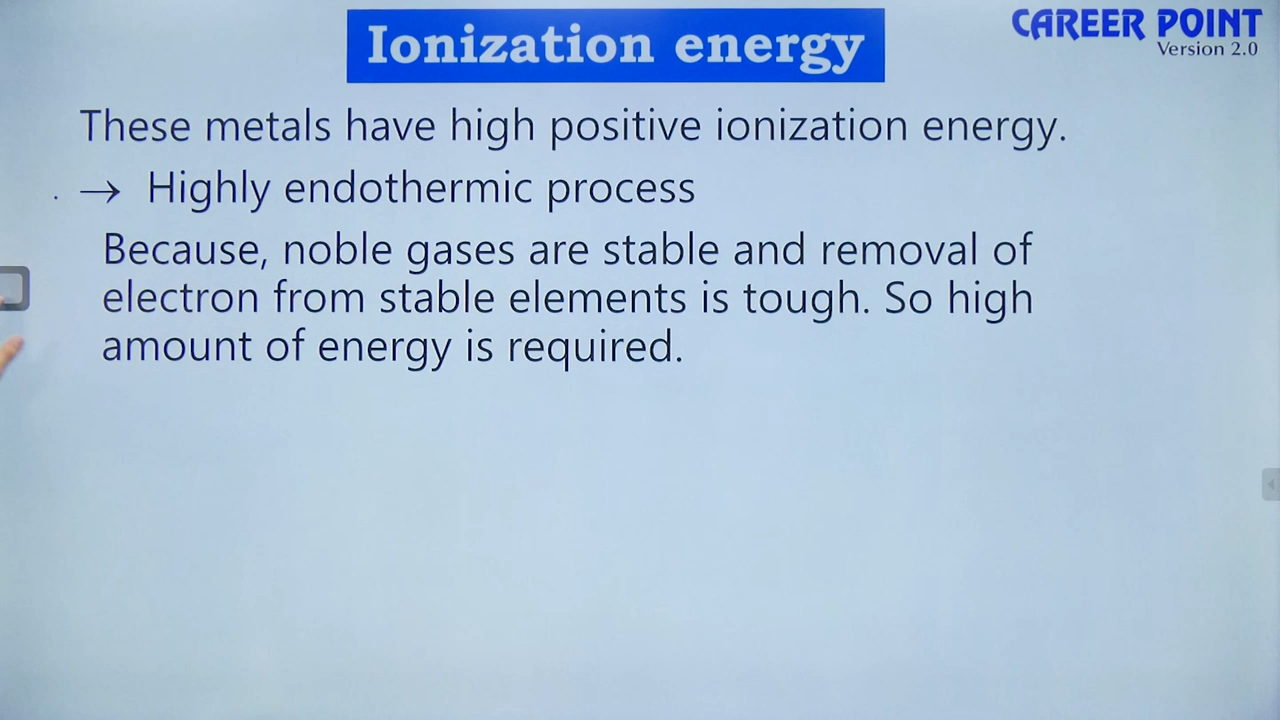 Ionization energy
CAREER POINT
Version 2.0
These metals have high positive ionization energy.
→ Highly endothermic process
Because, noble gases are stable and removal of
electron from stable elements is tough. So high
amount of energy is required.